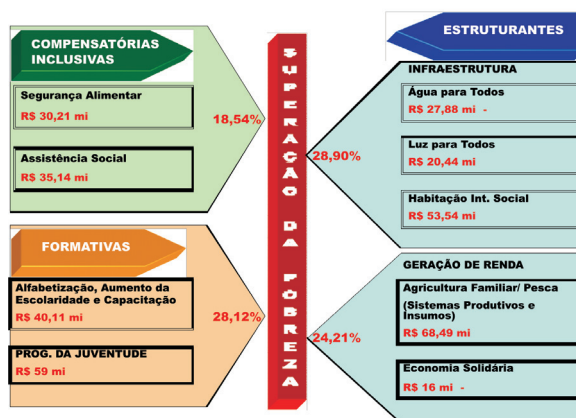 COMPENSATÓRIAS
INCLUSIVAS
Segurança Alimentar
R$ 30,21 mi
Assistência Social
R$ 35,14 mi
18,54%
FORMATIVAS
Alfabetização, Aumento da
Escolaridade e Capacitação
R$ 40,11 mi
PROG. DA JUVENTUDE
R$ 59 mi
28,12%
SUPERAÇÃO DA POBREZA
ESTRUTURANTES
INFRA-ESTRUTURA
Água para Todos
R$ 27,88 mi -
Luz para Todos
R$ 20,44 mi
Habitação Int. Social
R$ 53,54 mi
28,90%
GERAÇÃO DE RENDA
Agricultura Familiar/ Pesca
(Sistemas Produtivos e
Insumos)
R$ 68,49 mi
Economia Solidária
R$ 16 mi -
24,21%